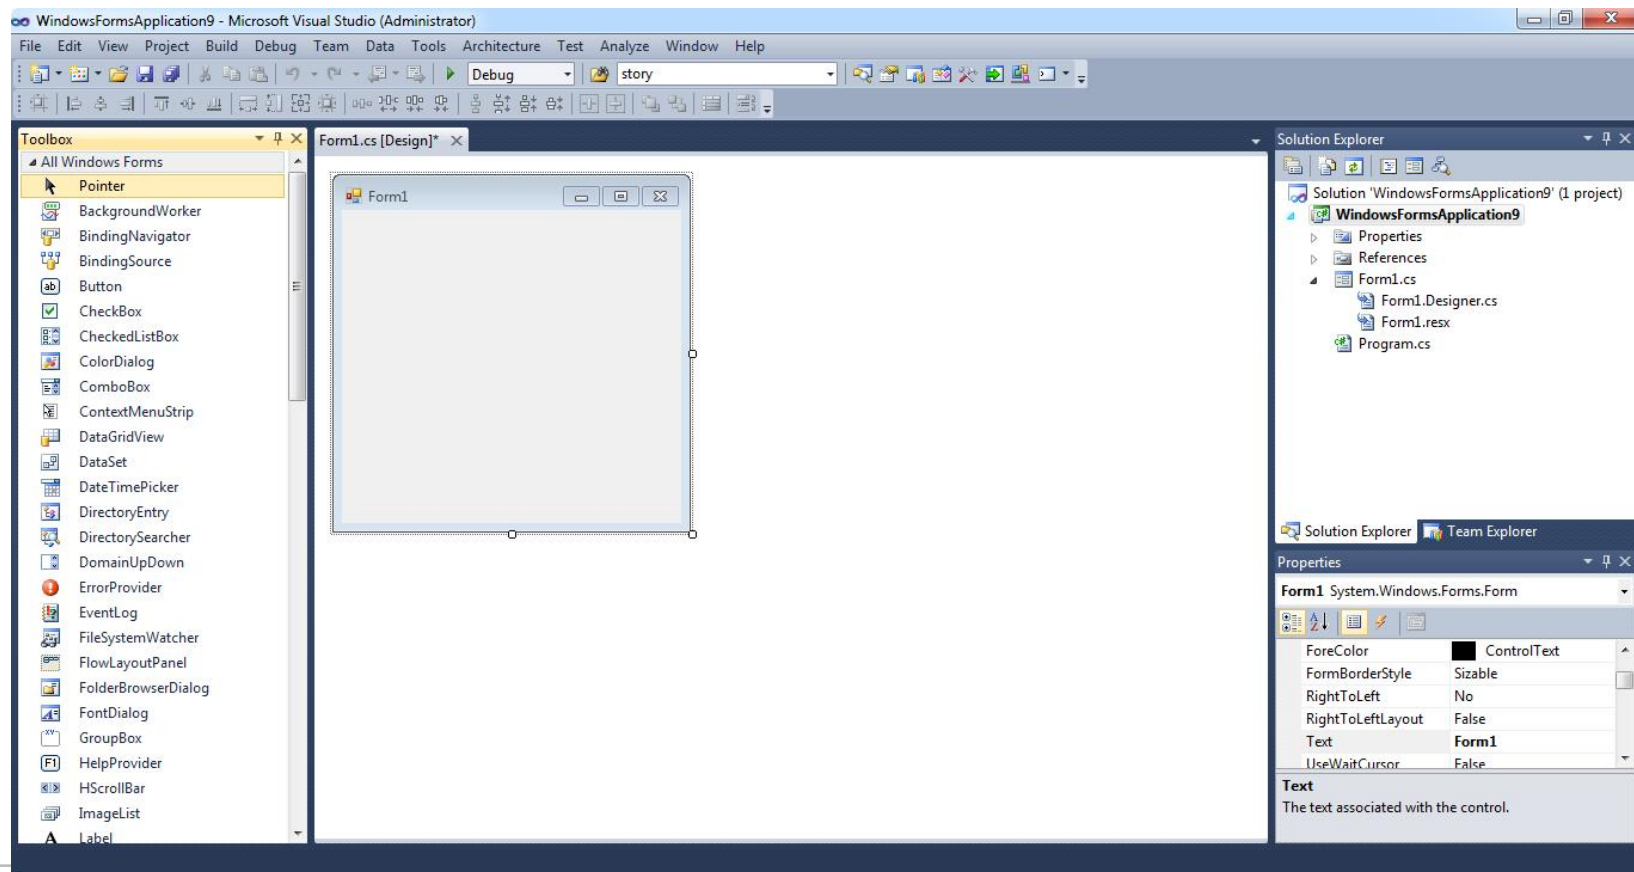 WindowsFormsApplication9 - Microsoft Visual Studio (Administrator)
File Edit View Project Build Debug Team Data Tools Architecture Test Analyze Window Help
Debug story
Toolbox
All Windows Forms
Pointer
BackgroundWorker
BindingNavigator
BindingSource
ab Button
CheckBox
CheckedListBox
ColorDialog
ComboBox
ContextMenuStrip
DataGridView
DataSet
DateTimePicker
DirectoryEntry
DirectorySearcher
DomainUpDown
ErrorProvider
EventLog
FileSystemWatcher
FlowLayoutPanel
FolderBrowserDialog
FontDialog
GroupBox
F1 HelpProvider
HScrollBar
ImageList
A Label
Form1.cs [Design]*
Form1
Solution Explorer
Solution 'WindowsFormsApplication9' (1 project)
WindowsFormsApplication9
Properties
References
Form1.cs
Form1.Designer.cs
Form1.resx
Program.cs
Solution Explorer Team Explorer
Properties
Form1 System.Windows.Forms.Form
ForeColor ControlText
FormBorderStyle Sizable
RightToLeft No
RightToLeftLayout False
Text Form1
UseWaitCursor False
Text
The text associated with the control.